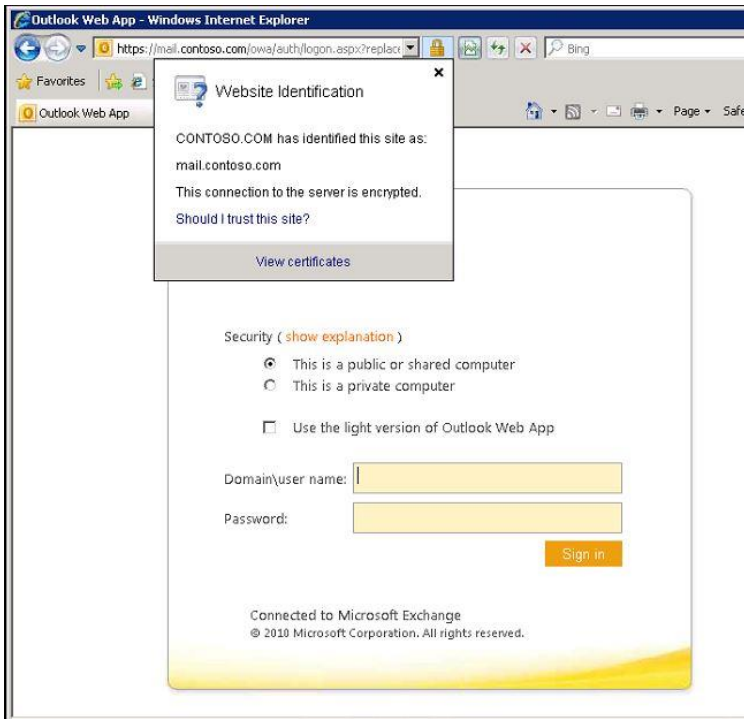 Outlook Web App - Windows Internet Explorer
https://mail.contoso.com/owa/auth/logon.aspx?replace
Bing
Favorites
Outlook Web App
Page
Safe
Website Identification
CONTOSO.COM has identified this site as:
mail.contoso.com
This connection to the server is encrypted.
Should I trust this site?
View certificates
Security ( show explanation )
This is a public or shared computer
This is a private computer
Use the light version of Outlook Web App
Domain\user name:
Password:
Sign in
Connected to Microsoft Exchange
© 2010 Microsoft Corporation. All rights reserved.